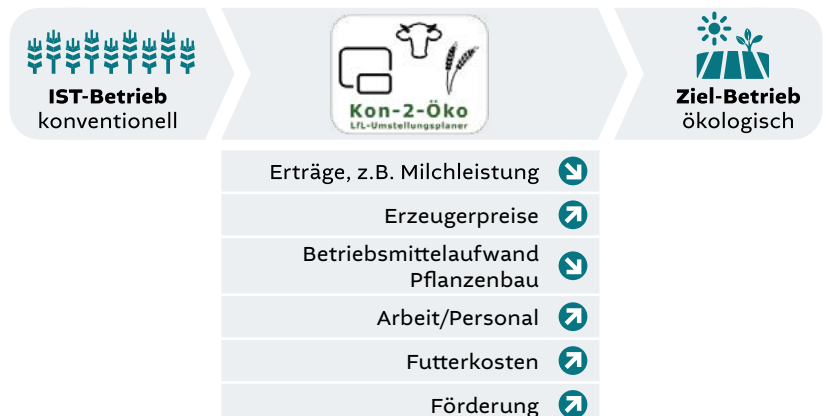 IST-Betrieb
konventionell
Kon-2-Öko
LfL-Umstellungsplaner
Ziel-Betrieb
ökologisch
Erträge, z.B. Milchleistung
Erzeugerpreise
Betriebsmittelaufwand
Pflanzenbau
Arbeit/Personal
Futterkosten
Förderung